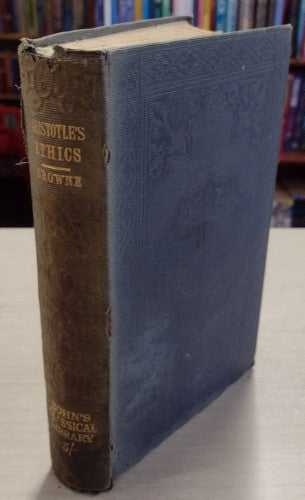 ARISTOTLE'S
ETHICS
BROWNE
BOHN'S
CLASSICAL
LIBRARY
5/-